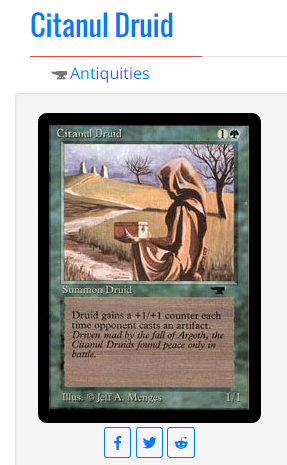 Citanul Druid
Antiquities
Citanul Druid 1
Summon Druid
Druid gains a +1/+1 counter each
time opponent casts an artifact.
Driven mad by the fall of Argoth, the
Citanul Druids found peace only in
battle.
Illus. © Jeff A. Menges 1/1